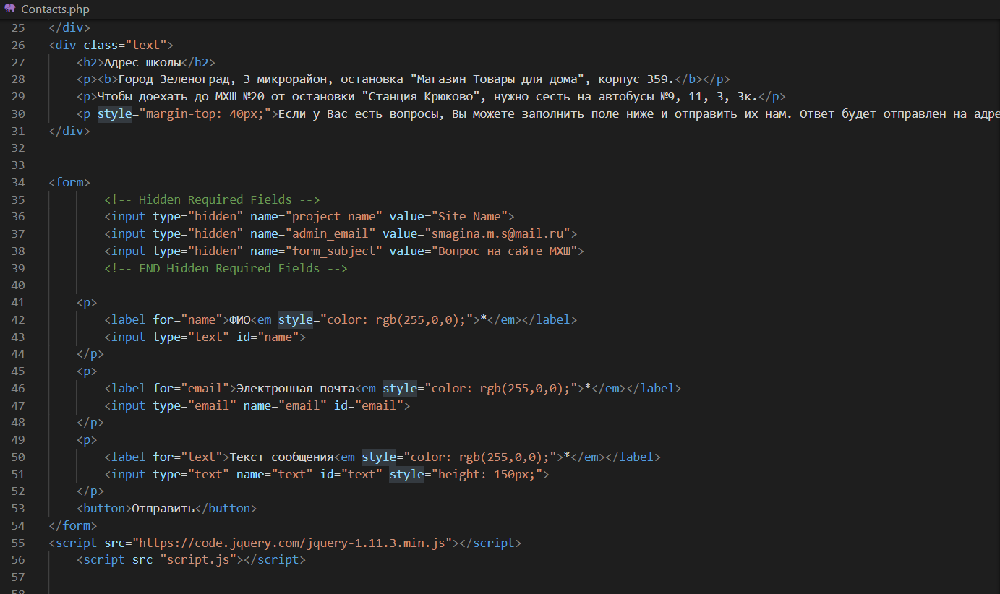 Contacts.php
25 </div>
26 <div class="text">
27 <h2>Адрес школы</h2>
28 <p><b>Город Зеленоград, 3 микрорайон, остановка "Магазин Товары для дома", корпус 359.</b></p>
29 <p>Чтобы доехать до МХШ №20 от остановки "Станция Крюково", нужно сесть на автобусы №9, 11, 3, 3к.</p>
30 <p style="margin-top: 40px;">Если у Вас есть вопросы, Вы можете заполнить поле ниже и отправить их нам. Ответ будет отправлен на адре
31 </div>
32
33
34 <form>
35 <!-- Hidden Required Fields -->
36 <input type="hidden" name="project_name" value="Site Name">
37 <input type="hidden" name="admin_email" value="smagina.m.s@mail.ru">
38 <input type="hidden" name="form_subject" value="Вопрос на сайте МХШ">
39 <!-- END Hidden Required Fields -->
40
41 <p>
42 <label for="name">ФИО<em style="color: rgb(255,0,0);">*</em></label>
43 <input type="text" id="name">
44 </p>
45 <p>
46 <label for="email">Электронная почта<em style="color: rgb(255,0,0);">*</em></label>
47 <input type="email" name="email" id="email">
48 </p>
49 <p>
50 <label for="text">Текст сообщения<em style="color: rgb(255,0,0);">*</em></label>
51 <input type="text" name="text" id="text" style="height: 150px;">
52 </p>
53 <button>Отправить</button>
54 </form>
55 <script src="https://code.jquery.com/jquery-1.11.3.min.js"></script>
56 <script src="script.js"></script>
57
58